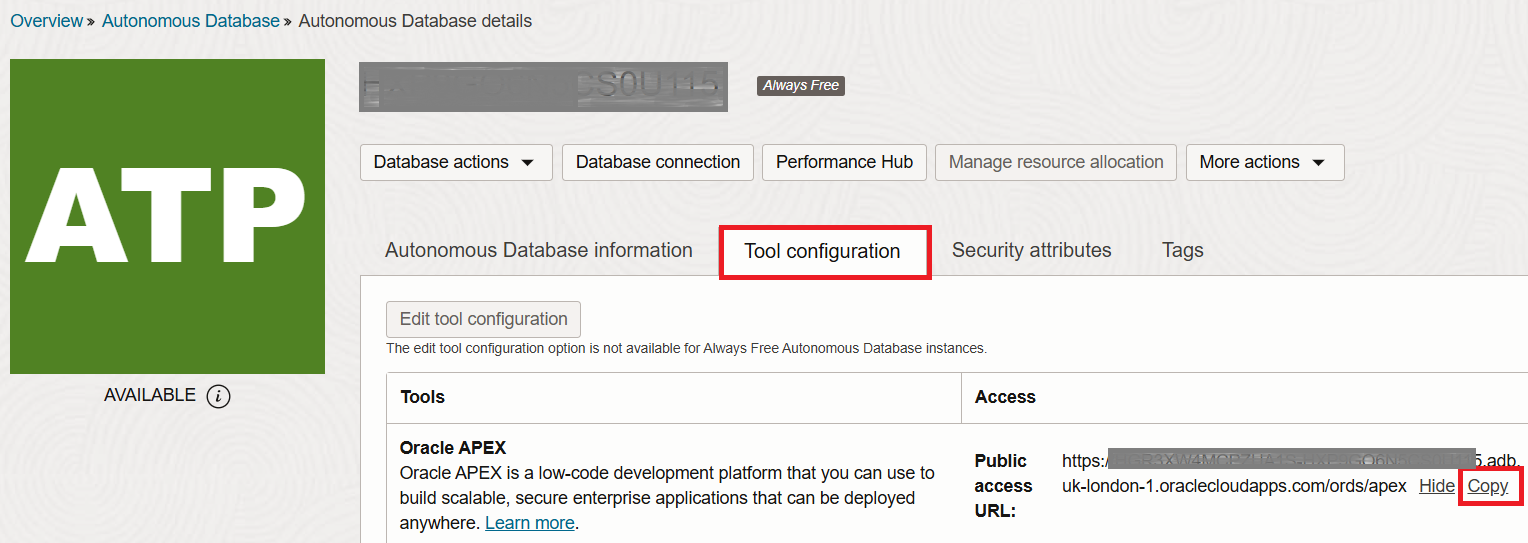 Overview » Autonomous Database » Autonomous Database details
ATP
AVAILABLE i
Always Free
Database actions
Database connection
Performance Hub
Manage resource allocation
More actions
Autonomous Database information
Tool configuration
Security attributes
Tags
Edit tool configuration
The edit tool configuration option is not available for Always Free Autonomous Database instances.
Tools
Access
Oracle APEX
Oracle APEX is a low-code development platform that you can use to
build scalable, secure enterprise applications that can be deployed
anywhere. Learn more.
Public
access
URL:
https:/ .adb.
uk-london-1.oraclecloudapps.com/ords/apex Hide Copy